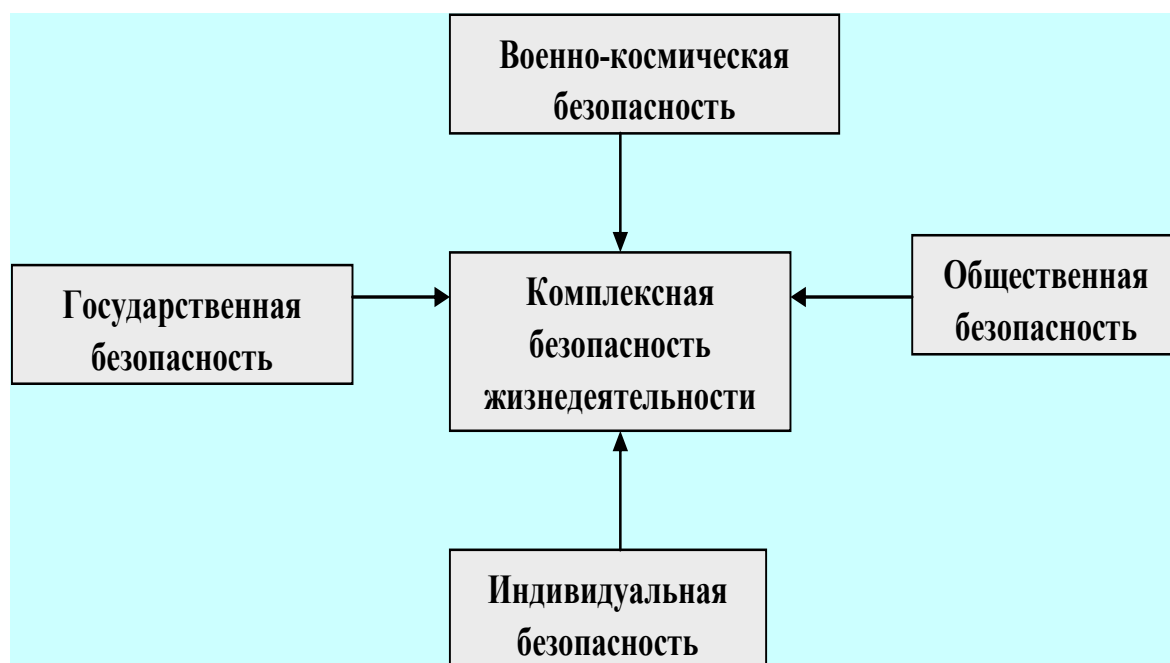 Военно-космическая
безопасность
Государственная
безопасность
Комплексная
безопасность
жизнедеятельности
Общественная
безопасность
Индивидуальная
безопасность